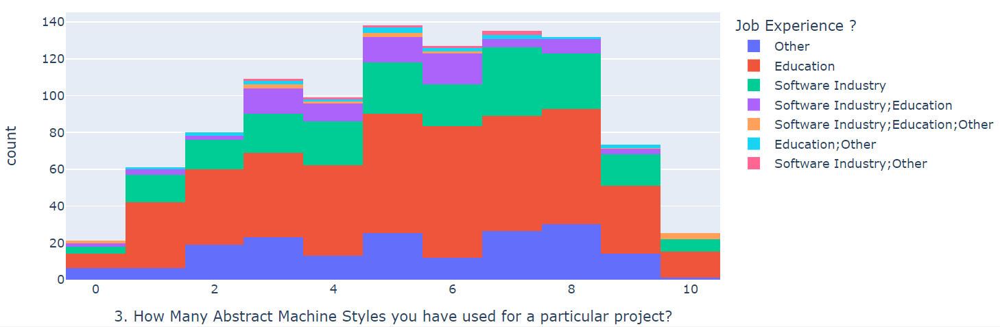 140
120
100
80
60
40
20
0
count
0 2 4 6 8 10
3. How Many Abstract Machine Styles you have used for a particular project?
Job Experience ?
Other
Education
Software Industry
Software Industry;Education
Software Industry;Education;Other
Education;Other
Software Industry;Other